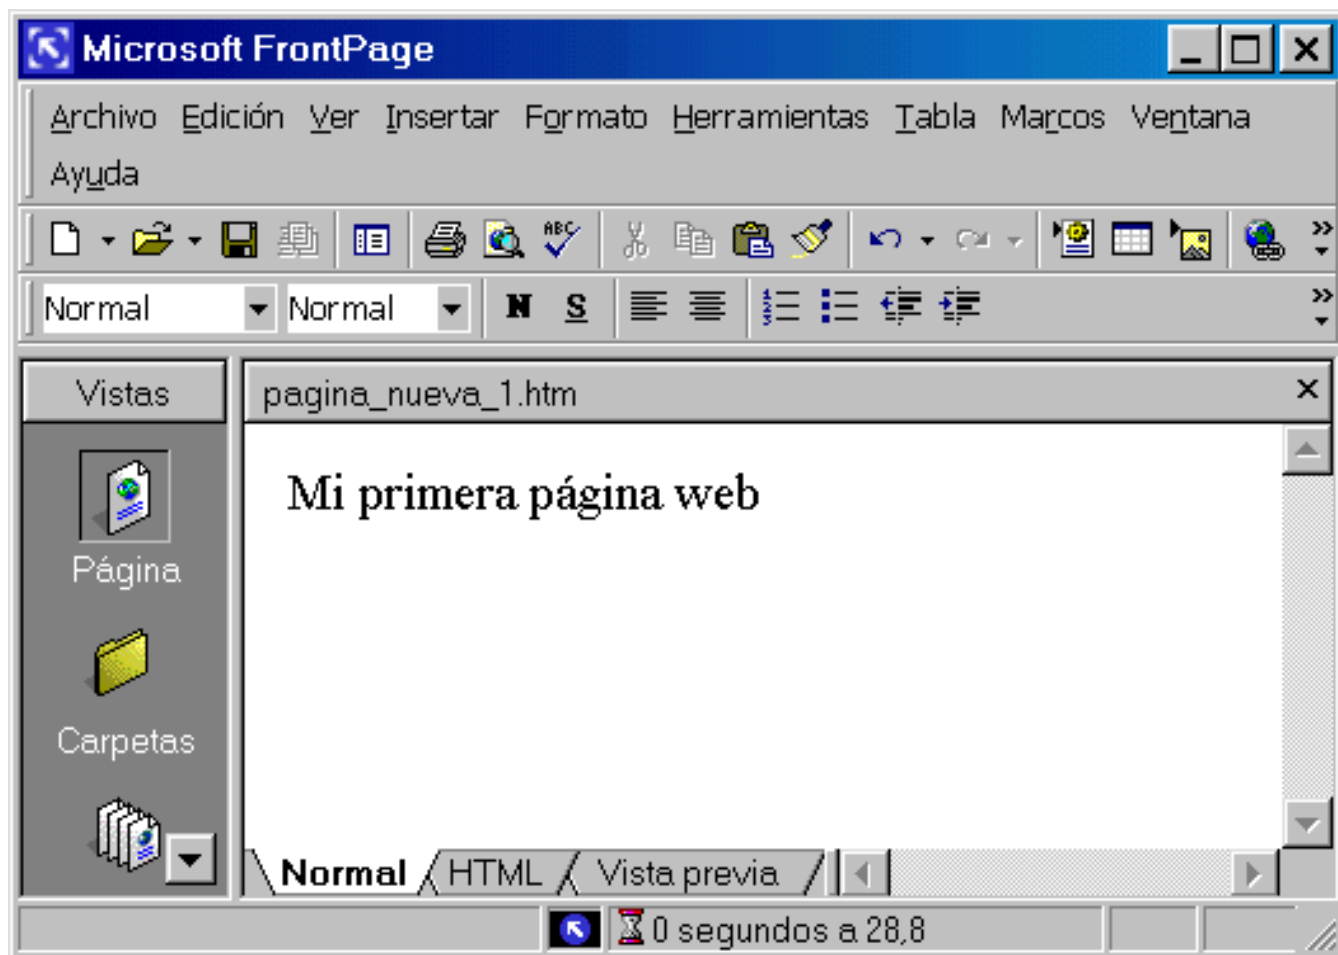 Microsoft FrontPage
Archivo Edición Ver Insertar Formato Herramientas Tabla Marcos Ventana
Ayuda
ABC
Normal Normal N S
Vistas pagina_nueva_1.htm
Mi primera página web
Página
Carpetas
Normal HTML Vista previa
0 segundos a 28,8